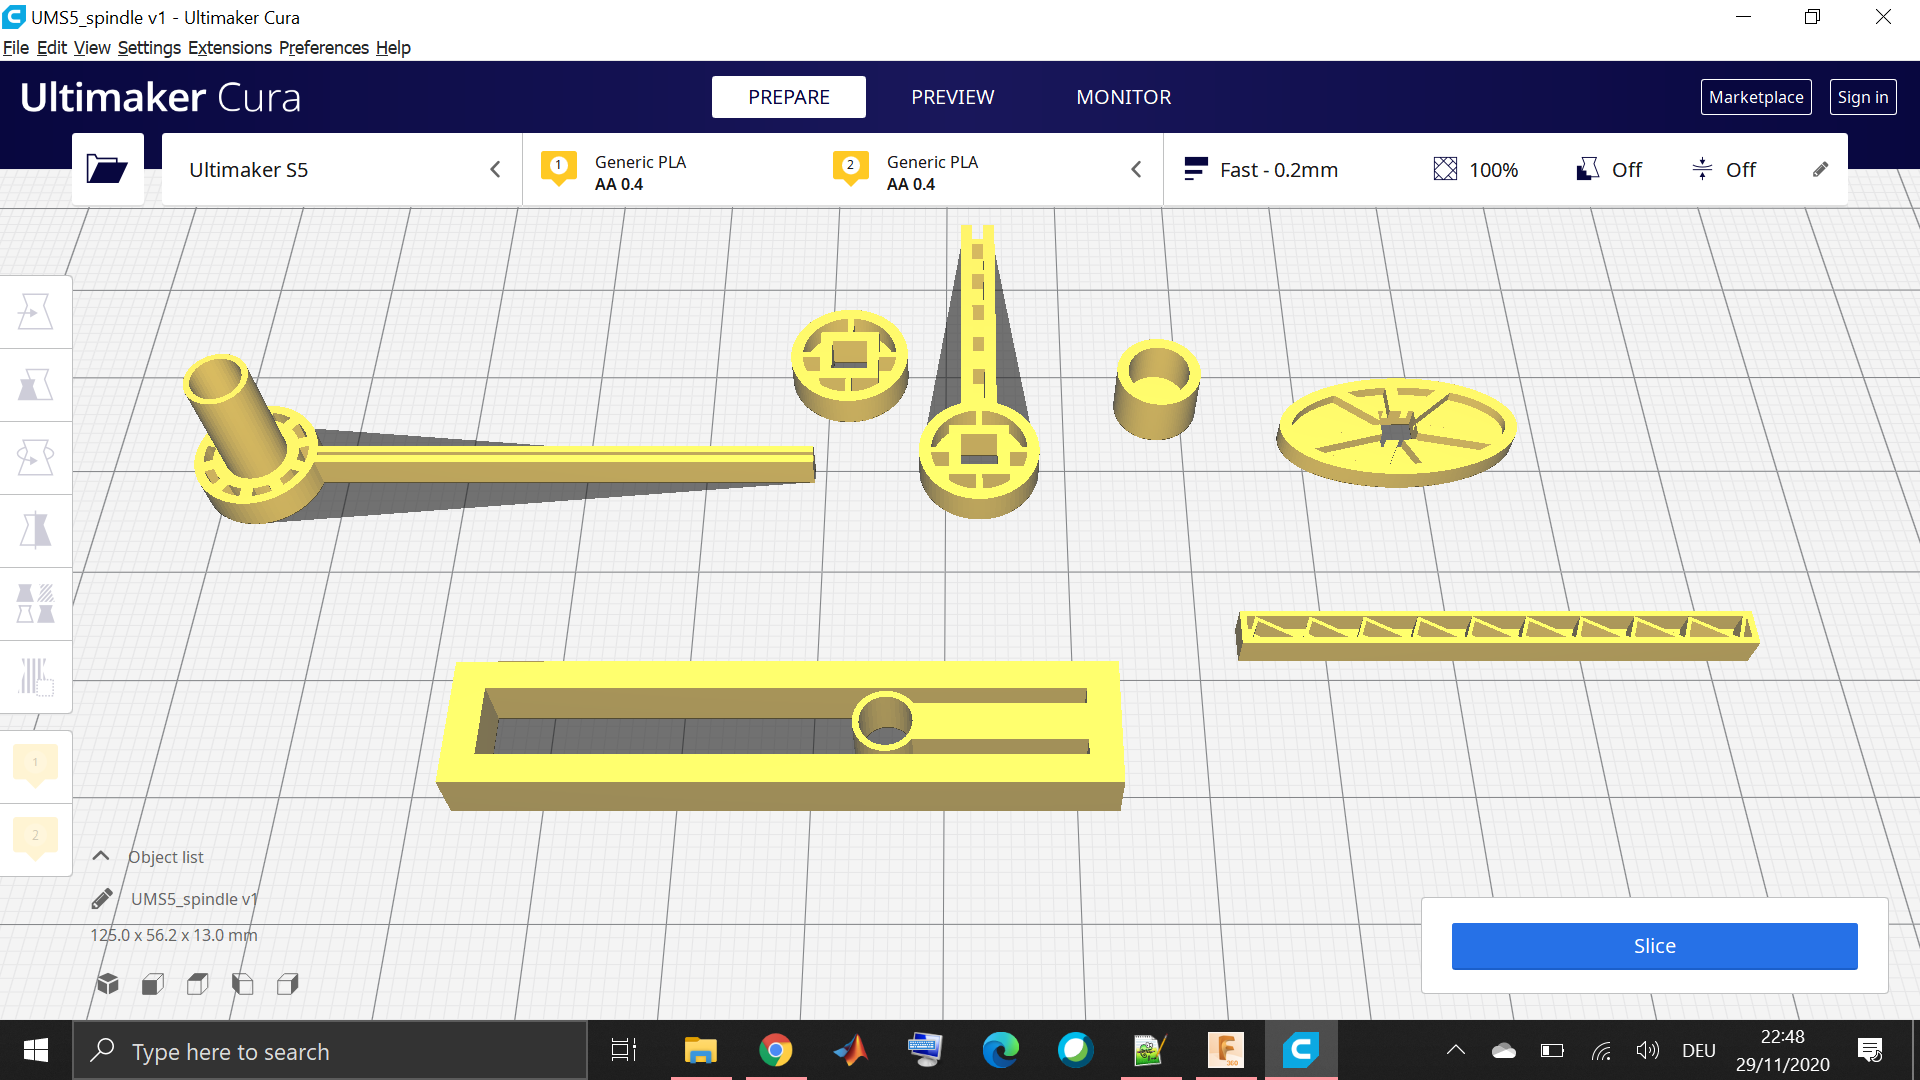 UMS5_spindle v1 - Ultimaker Cura
File Edit View Settings Extensions Preferences Help
Ultimaker Cura
PREPARE
PREVIEW
MONITOR
Marketplace
Sign in
Ultimaker S5
1
Generic PLA
AA 0.4
2
Generic PLA
AA 0.4
Fast - 0.2mm
100%
Off
Off
1
2
Object list
UMS5_spindle v1
125.0 x 56.2 x 13.0 mm
Slice
Type here to search
F
360
DEU
22:48
29/11/2020